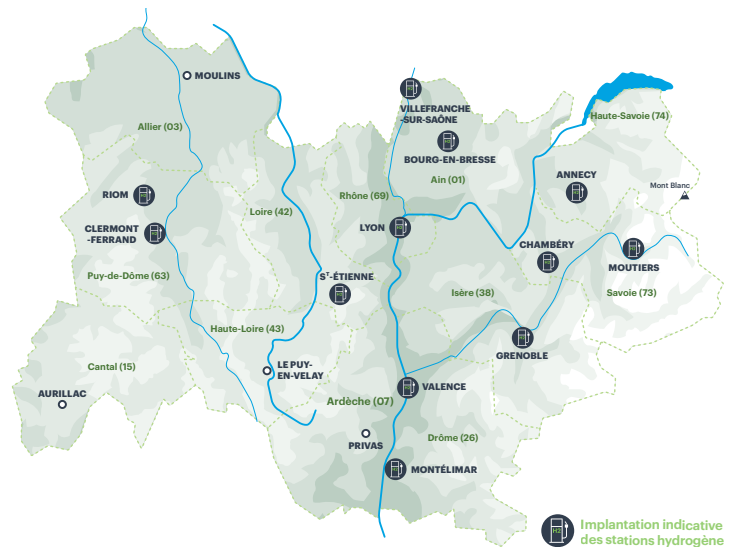 MOULINS
Allier (03)
VILLEFRANCHE
-SUR-SAÔNE
BOURG-EN-BRESSE
Ain (01)
Haute-Savoie (74)
ANNECY
Mont Blanc
RIOM
CLERMONT
-FERRAND
Puy-de-Dôme (63)
Loire (42)
Rhône (69)
LYON
CHAMBÉRY
MOUTIERS
Savoie (73)
Sᵀ-ÉTIENNE
Isère (38)
GRENOBLE
Haute-Loire (43)
LE PUY-
EN-VELAY
Cantal (15)
AURILLAC
Ardèche (07)
VALENCE
PRIVAS
Drôme (26)
MONTÉLIMAR
H2
Implantation indicative
des stations hydrogène